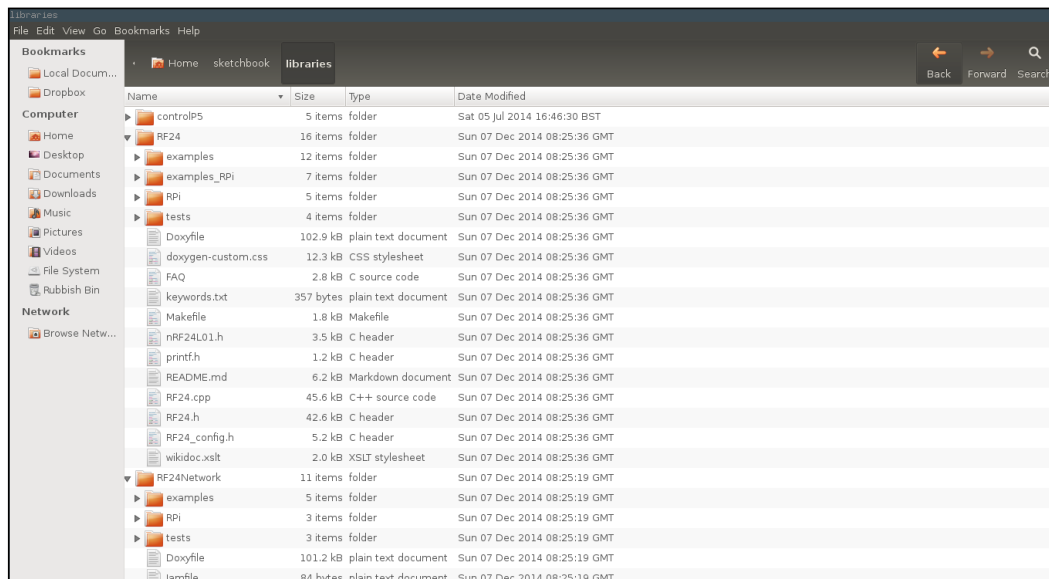 libraries
File Edit View Go Bookmarks Help
Bookmarks
Local Docum...
Dropbox
Computer
Home
Desktop
Documents
Downloads
Music
Pictures
Videos
File System
Rubbish Bin
Network
Browse Netw...
Home sketchbook libraries
Back Forward Search
Name Size Type Date Modified
controlP5 5 items folder Sat 05 Jul 2014 16:46:30 BST
RF24 16 items folder Sun 07 Dec 2014 08:25:36 GMT
examples 12 items folder Sun 07 Dec 2014 08:25:36 GMT
examples_RPi 7 items folder Sun 07 Dec 2014 08:25:36 GMT
RPi 5 items folder Sun 07 Dec 2014 08:25:36 GMT
tests 4 items folder Sun 07 Dec 2014 08:25:36 GMT
Doxyfile 102.9 kB plain text document Sun 07 Dec 2014 08:25:36 GMT
doxygen-custom.css 12.3 kB CSS stylesheet Sun 07 Dec 2014 08:25:36 GMT
FAQ 2.8 kB C source code Sun 07 Dec 2014 08:25:36 GMT
keywords.txt 357 bytes plain text document Sun 07 Dec 2014 08:25:36 GMT
Makefile 1.8 kB Makefile Sun 07 Dec 2014 08:25:36 GMT
nRF24L01.h 3.5 kB C header Sun 07 Dec 2014 08:25:36 GMT
printf.h 1.2 kB C header Sun 07 Dec 2014 08:25:36 GMT
README.md 6.2 kB Markdown document Sun 07 Dec 2014 08:25:36 GMT
RF24.cpp 45.6 kB C++ source code Sun 07 Dec 2014 08:25:36 GMT
RF24.h 42.6 kB C header Sun 07 Dec 2014 08:25:36 GMT
RF24_config.h 5.2 kB C header Sun 07 Dec 2014 08:25:36 GMT
wikidoc.xslt 2.0 kB XSLT stylesheet Sun 07 Dec 2014 08:25:36 GMT
RF24Network 11 items folder Sun 07 Dec 2014 08:25:19 GMT
examples 5 items folder Sun 07 Dec 2014 08:25:19 GMT
RPi 3 items folder Sun 07 Dec 2014 08:25:19 GMT
tests 3 items folder Sun 07 Dec 2014 08:25:19 GMT
Doxyfile 101.2 kB plain text document Sun 07 Dec 2014 08:25:19 GMT
Jamfile 84 bytes plain text document Sun 07 Dec 2014 08:25:19 GMT